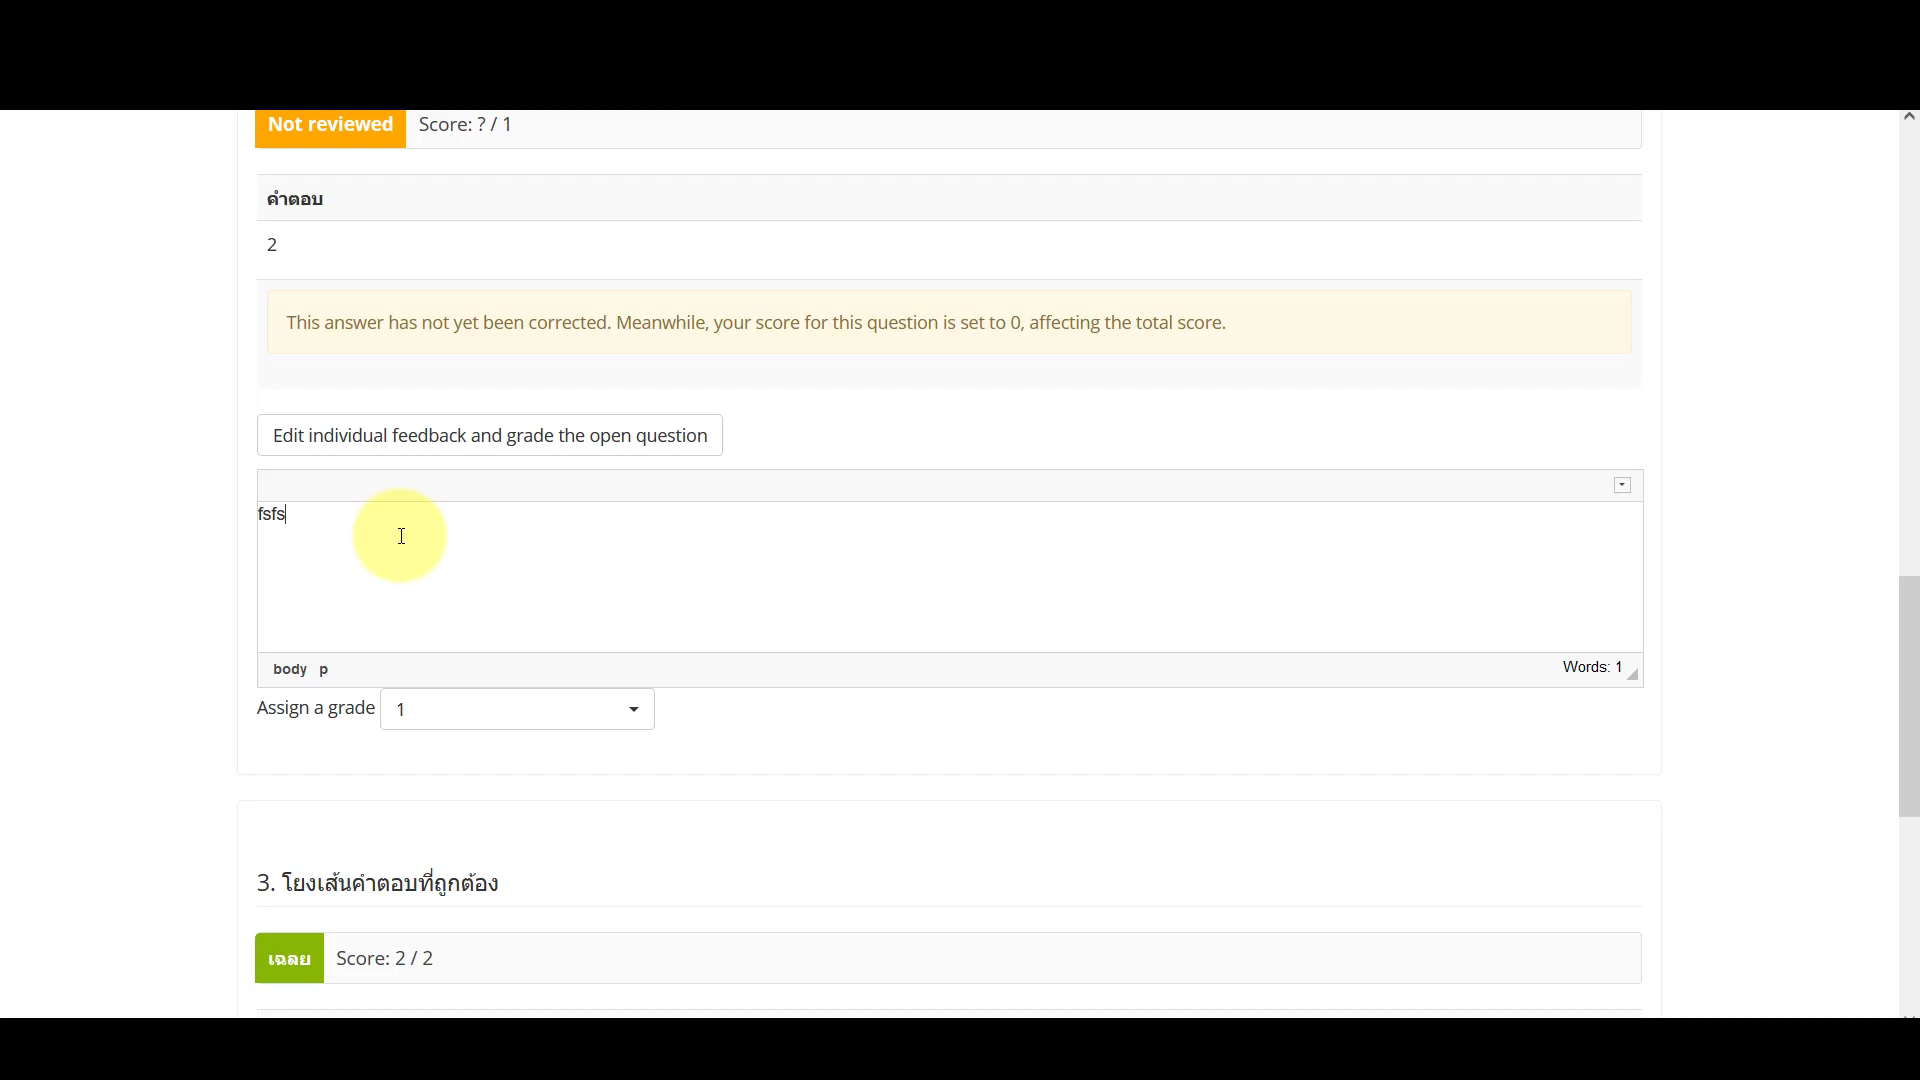 Not reviewed Score: ? / 1
คำตอบ
2
This answer has not yet been corrected. Meanwhile, your score for this question is set to 0, affecting the total score.
Edit individual feedback and grade the open question
fsfs
body p Words: 1
Assign a grade 1
3. โยงเส้นคำตอบที่ถูกต้อง
เฉลย Score: 2 / 2